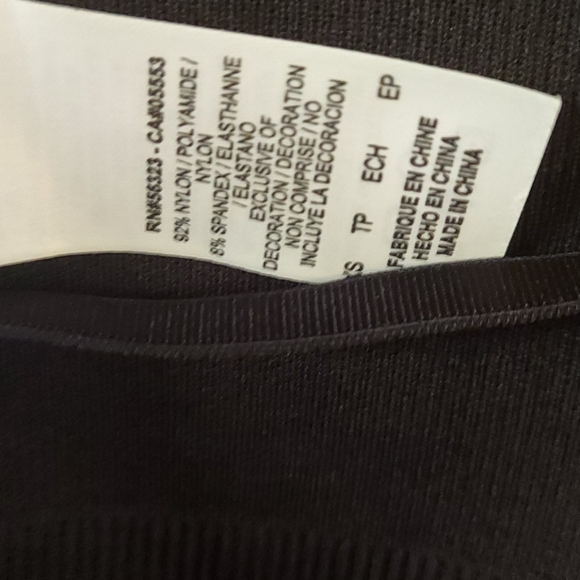 RN#56323 - CA#05553
92% NYLON / POLYAMIDE /
NYLON
8% SPANDEX / ELASTHANNE
/ ELASTANO
EXCLUSIVE OF
DECORATION / DECORATION
NON COMPRISE / NO
INCLUYE LA DECORACION
XS TP ECH EP
FABRIQUE EN CHINE
HECHO EN CHINA
MADE IN CHINA